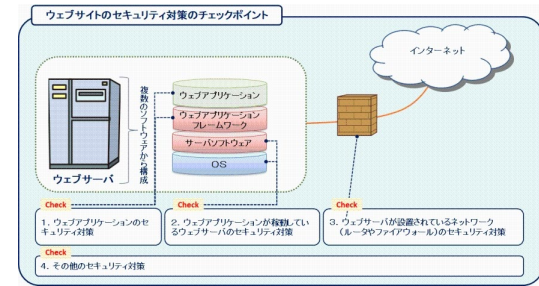 ウェブサイトのセキュリティ対策のチェックポイント
インターネット
複数のソフトウェアから構成
ウェブアプリケーション
ウェブアプリケーション
フレームワーク
サーバソフトウェア
OS
ウェブサーバ
Check
1. ウェブアプリケーションのセ
キュリティ対策
Check
2. ウェブアプリケーションが稼動してい
るウェブサーバのセキュリティ対策
Check
3. ウェブサーバが設置されているネットワーク
(ルータやファイアウォール)のセキュリティ対策
Check
4. その他のセキュリティ対策